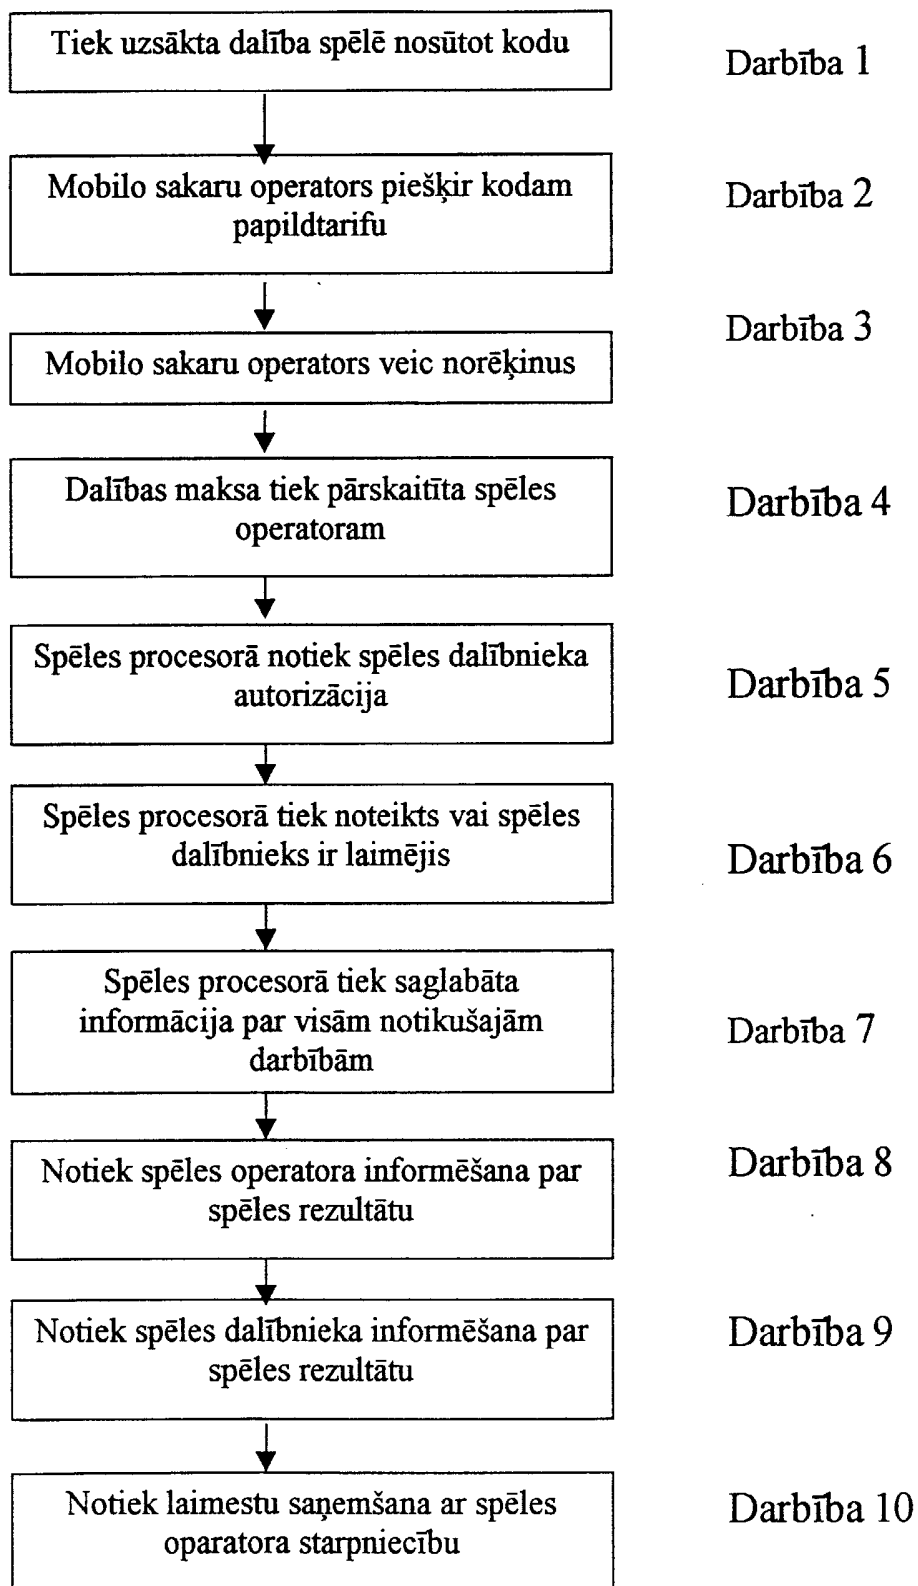 Tiek uzsākta dalība spēlē nosūtot kodu
Darbība 1
Mobilo sakaru operators piešķir kodam
papildtarifu
Darbība 2
Mobilo sakaru operators veic norēķinus
Darbība 3
Dalības maksa tiek pārskaitīta spēles
operatoram
Darbība 4
Spēles procesorā notiek spēles dalībnieka
autorizācija
Darbība 5
Spēles procesorā tiek noteikts vai spēles
dalībnieks ir laimējis
Darbība 6
Spēles procesorā tiek saglabāta
informācija par visām notikušajām
darbībām
Darbība 7
Notiek spēles operatora informēšana par
spēles rezultātu
Darbība 8
Notiek spēles dalībnieka informēšana par
spēles rezultātu
Darbība 9
Notiek laimestu saņemšana ar spēles
oparatora starpniecību
Darbība 10